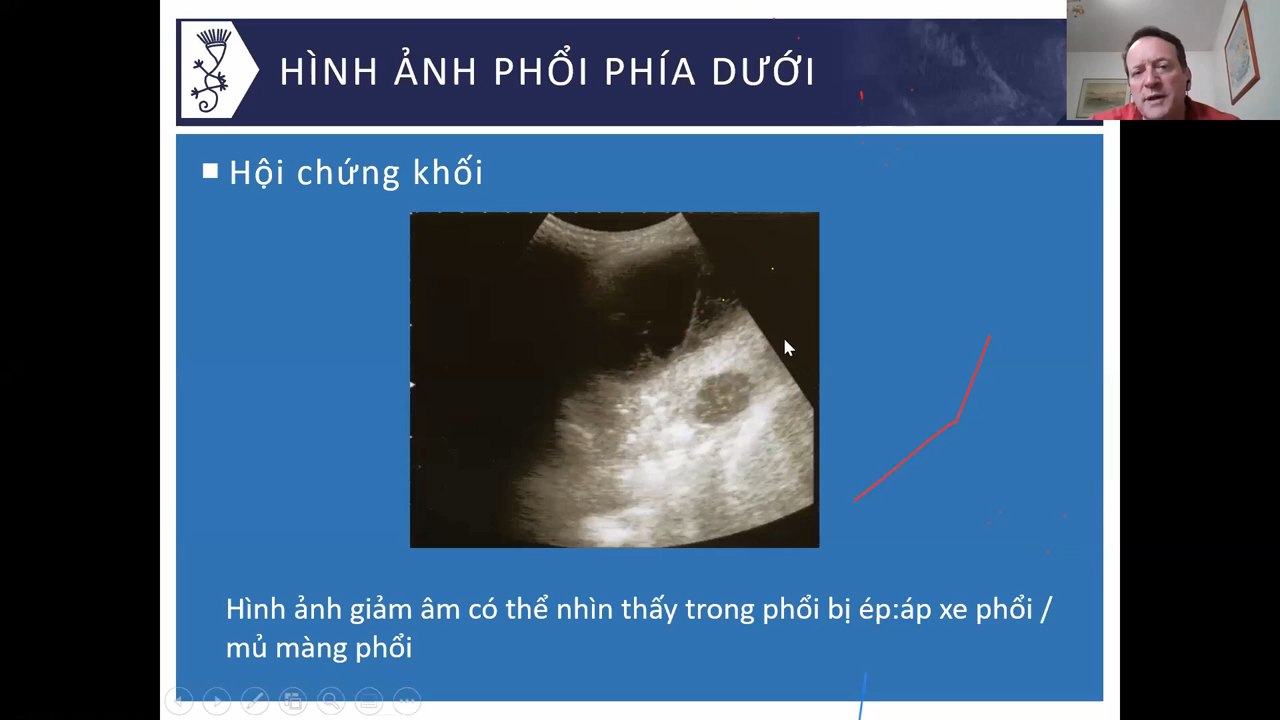 HÌNH ẢNH PHỔI PHÍA DƯỚI
Hội chứng khối
Hình ảnh giảm âm có thể nhìn thấy trong phổi bị ép:áp xe phổi /
mủ màng phổi